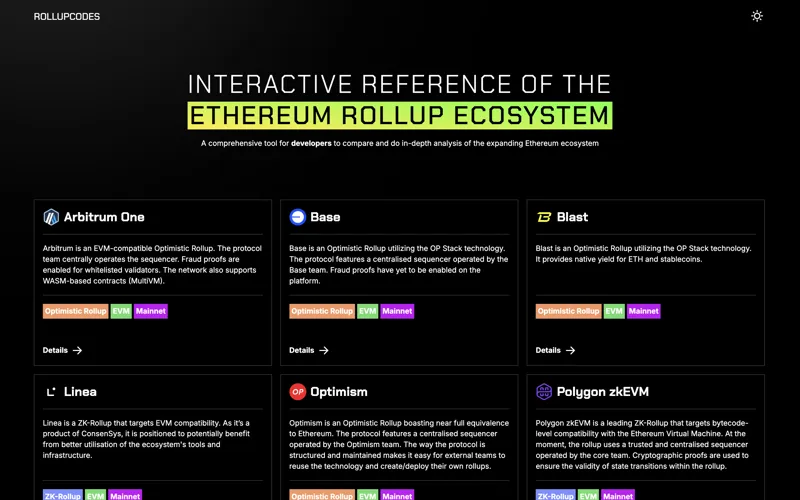 ROLLUPCODES
INTERACTIVE REFERENCE OF THE
ETHEREUM ROLLUP ECOSYSTEM
A comprehensive tool for developers to compare and do in-depth analysis of the expanding Ethereum ecosystem
Arbitrum One
Arbitrum is an EVM-compatible Optimistic Rollup. The protocol
team centrally operates the sequencer. Fraud proofs are
enabled for whitelisted validators. The network also supports
WASM-based contracts (MultiVM).
Optimistic Rollup EVM Mainnet
Details
Base
Base is an Optimistic Rollup utilizing the OP Stack technology.
The protocol features a centralised sequencer operated by the
Base team. Fraud proofs have yet to be enabled on the
platform.
Optimistic Rollup EVM Mainnet
Details
Blast
Blast is an Optimistic Rollup utilizing the OP Stack technology.
It provides native yield for ETH and stablecoins.
Optimistic Rollup EVM Mainnet
Details
Linea
Linea is a ZK-Rollup that targets EVM compatibility. As it's a
product of ConsenSys, it is positioned to potentially benefit
from better utilisation of the ecosystem's tools and
infrastructure.
ZK-Rollup EVM Mainnet
OP
Optimism
Optimism is an Optimistic Rollup boasting near full equivalence
to Ethereum. The protocol features a centralised sequencer
operated by the Optimism team. The way the protocol is
structured and maintained makes it easy for external teams to
reuse the technology and create/deploy their own rollups.
Optimistic Rollup EVM Mainnet
Polygon zkEVM
Polygon zkEVM is a leading ZK-Rollup that targets bytecode-
level compatibility with the Ethereum Virtual Machine. At the
moment, the rollup uses a trusted and centralised sequencer
operated by the core team. Cryptographic proofs are used to
ensure the validity of state transitions within the rollup.
ZK-Rollup EVM Mainnet